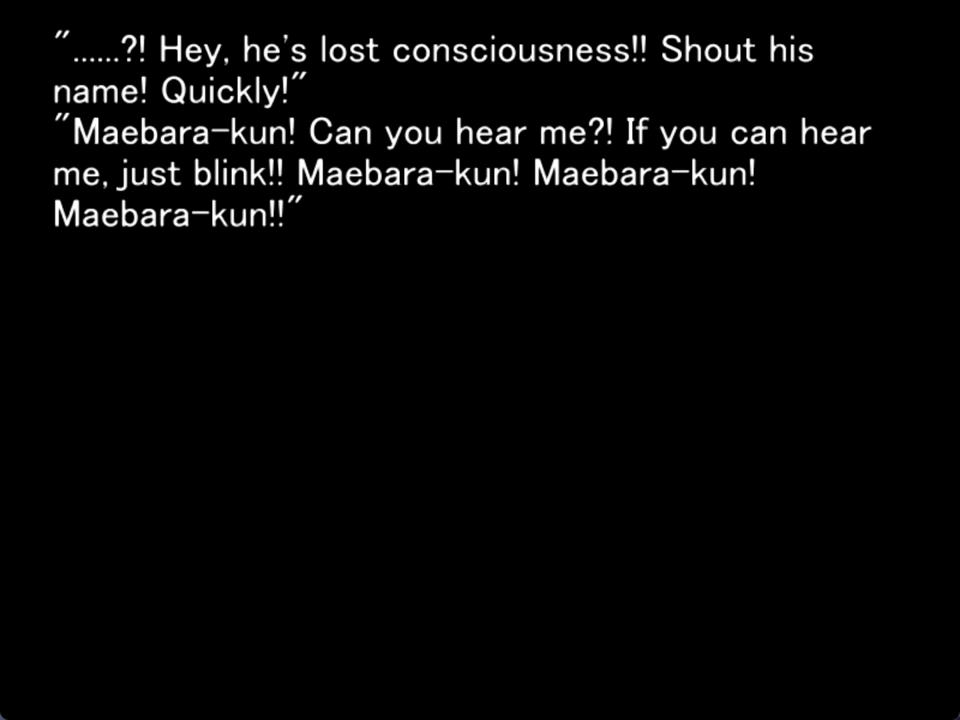 "......?! Hey, he's lost consciousness!! Shout his
name! Quickly!"
"Maebara-kun! Can you hear me?! If you can hear
me, just blink!! Maebara-kun! Maebara-kun!
Maebara-kun!!"